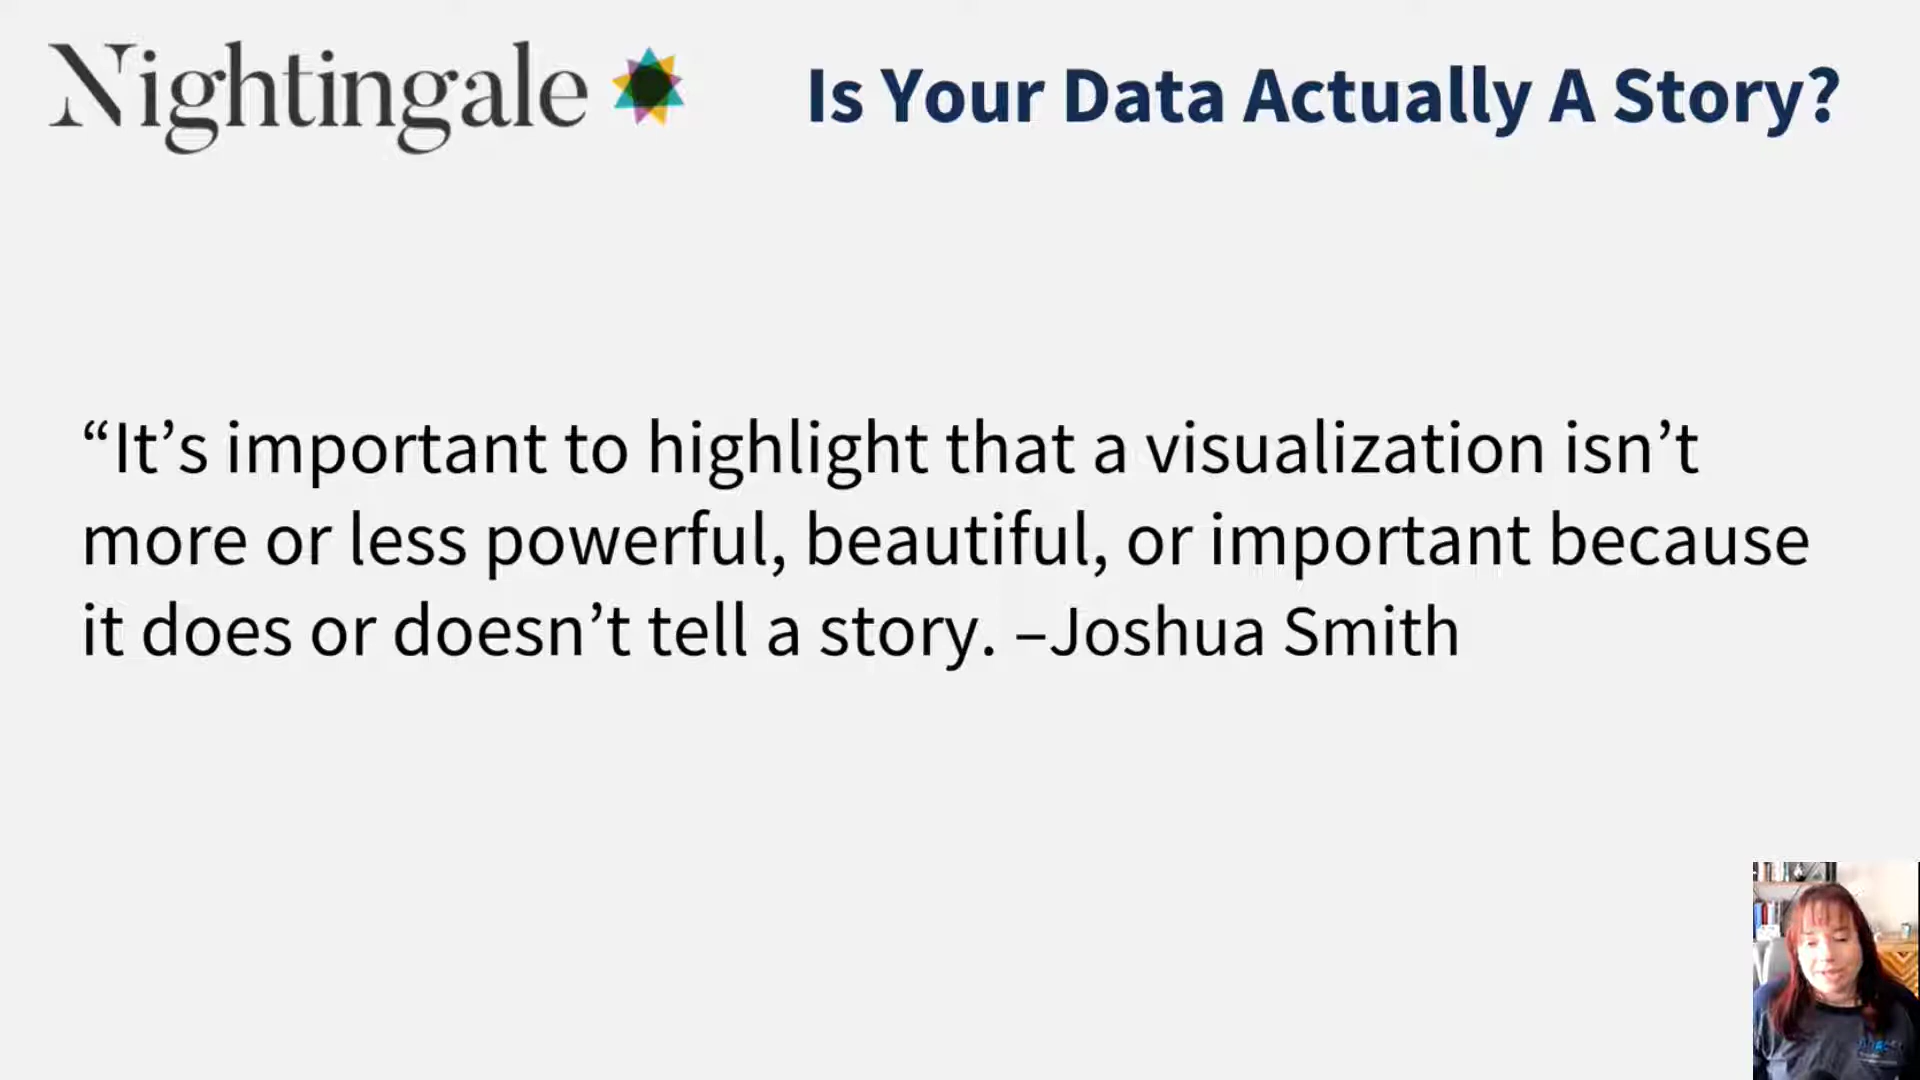 Nightingale
Is Your Data Actually A Story?
“It’s important to highlight that a visualization isn’t
more or less powerful, beautiful, or important because
it does or doesn’t tell a story. –Joshua Smith